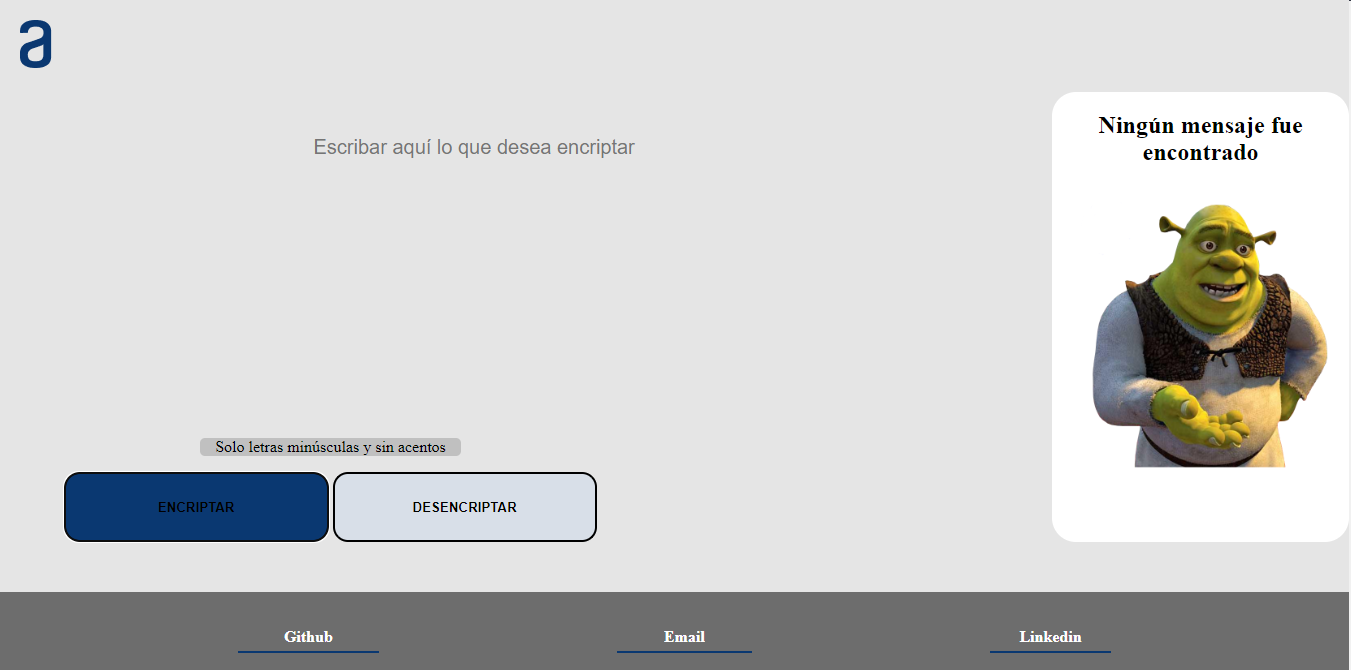 a
Escribar aquí lo que desea encriptar
Ningún mensaje fue
encontrado
Solo letras minúsculas y sin acentos
ENCRIPTAR
DESENCRIPTAR
Github
Email
Linkedin